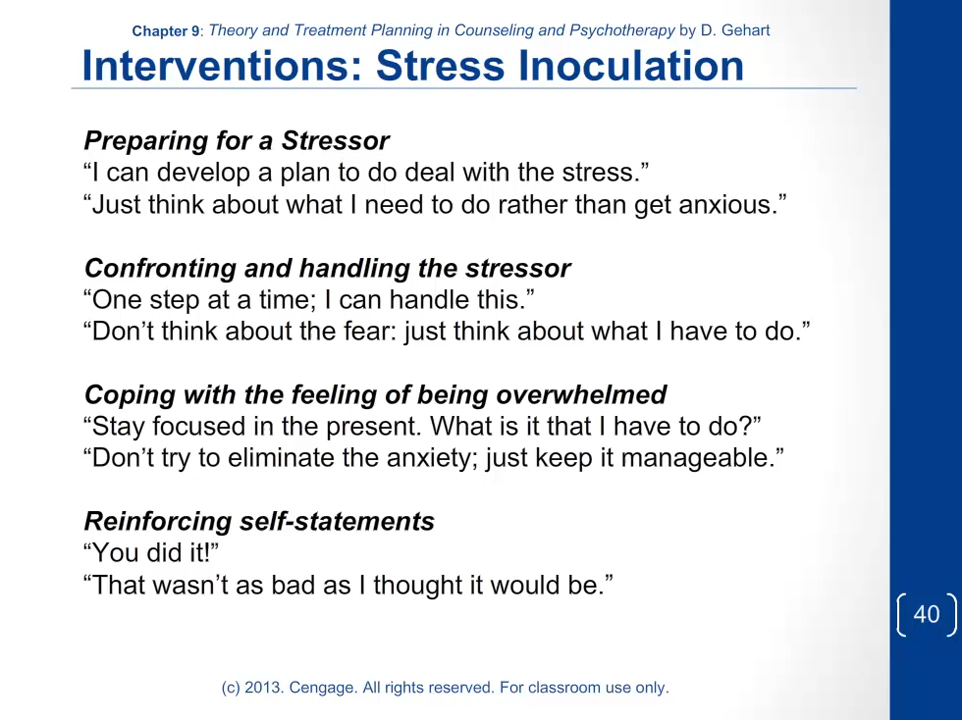 Chapter 9: Theory and Treatment Planning in Counseling and Psychotherapy by D. Gehart
Interventions: Stress Inoculation
Preparing for a Stressor
“I can develop a plan to do deal with the stress.”
“Just think about what I need to do rather than get anxious.”
Confronting and handling the stressor
“One step at a time; I can handle this.”
“Don’t think about the fear: just think about what I have to do.”
Coping with the feeling of being overwhelmed
“Stay focused in the present. What is it that I have to do?”
“Don’t try to eliminate the anxiety; just keep it manageable.”
Reinforcing self-statements
“You did it!”
“That wasn’t as bad as I thought it would be.”
40
(c) 2013. Cengage. All rights reserved. For classroom use only.